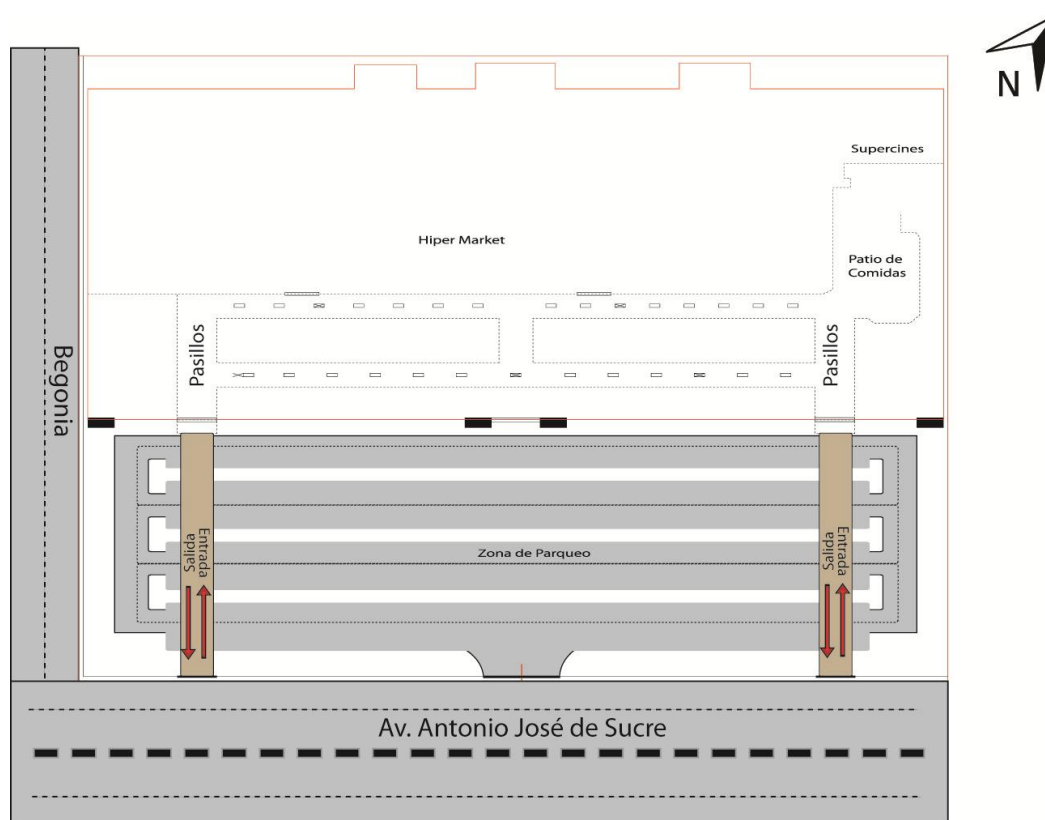 N
Supercines
Hiper Market
Patio de
Comidas
Pasillos
Pasillos
Begonia
Entrada
Salida
Zona de Parqueo
Entrada
Salida
Av. Antonio José de Sucre